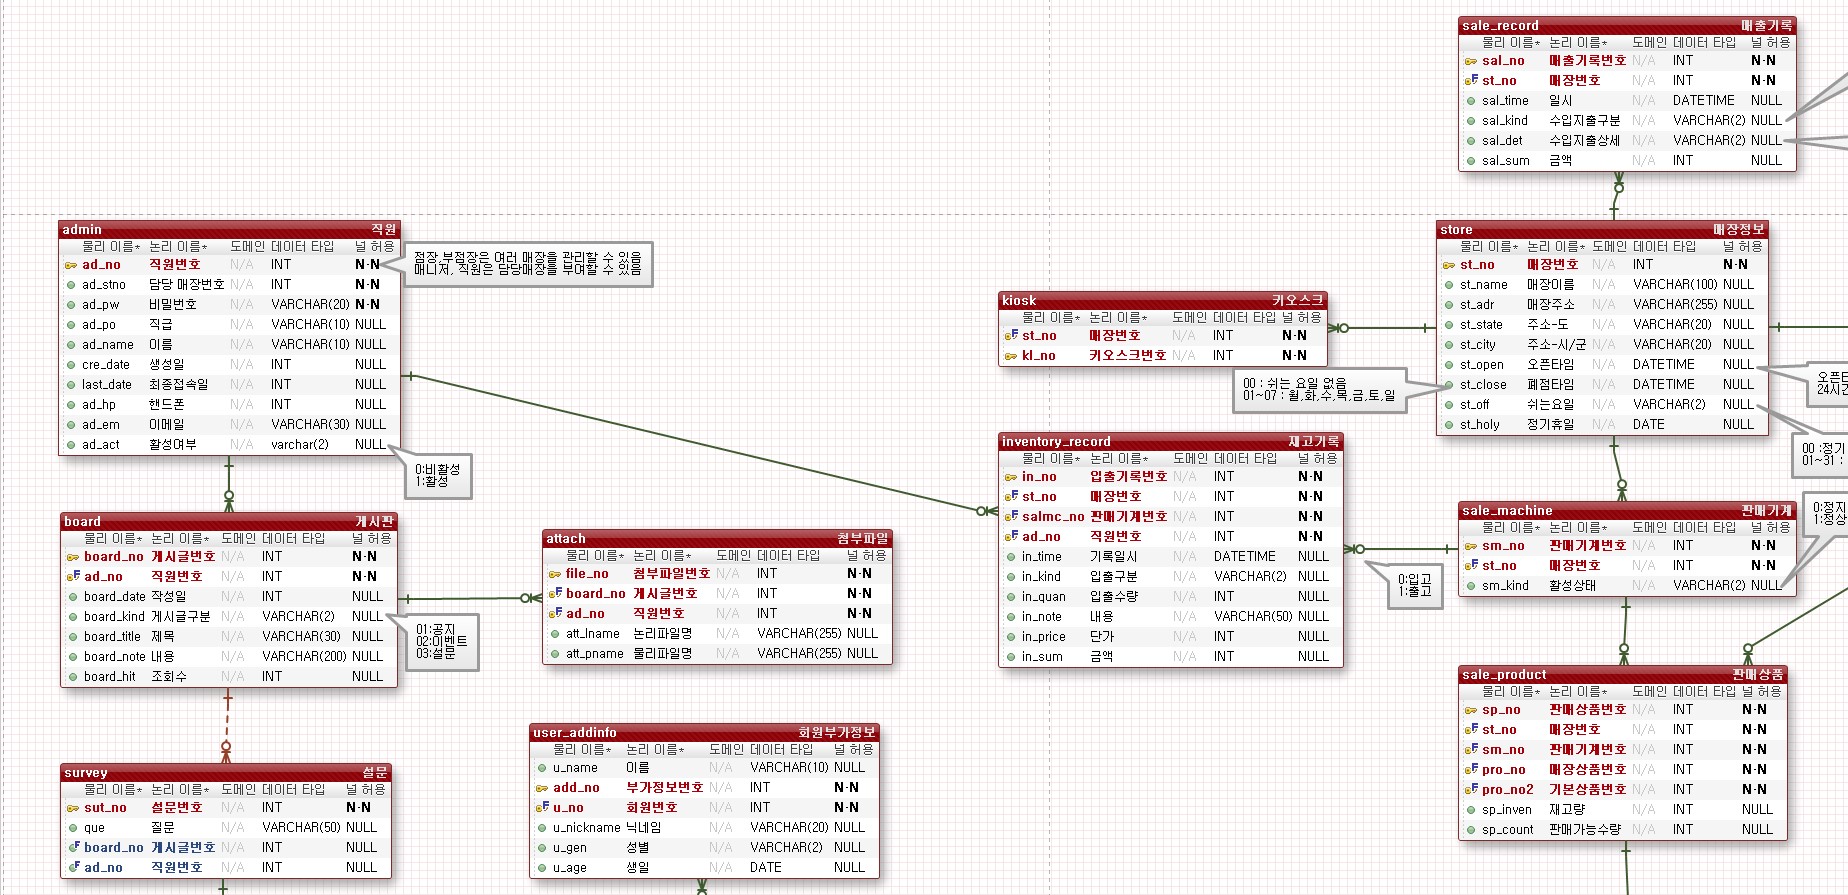 sale_record 매출기록
물리 이름* 논리 이름* 도메인 데이터 타입 널 허용
sal_no 매출기록번호 N/A INT N-N
st_no 매장번호 N/A INT N-N
sal_time 일시 N/A DATETIME NULL
sal_kind 수입지출구분 N/A VARCHAR(2) NULL
sal_det 수입지출상세 N/A VARCHAR(2) NULL
sal_sum 금액 N/A INT NULL
admin 직원
물리 이름* 논리 이름* 도메인 데이터 타입 널 허용
ad_no 직원번호 N/A INT N-N
ad_stno 담당 매장번호 N/A INT N-N
ad_pw 비밀번호 N/A VARCHAR(20) N-N
ad_po 직급 N/A VARCHAR(10) NULL
ad_name 이름 N/A VARCHAR(10) NULL
cre_date 생성일 N/A INT NULL
last_date 최종접속일 N/A INT NULL
ad_hp 핸드폰 N/A INT NULL
ad_em 이메일 N/A VARCHAR(30) NULL
ad_act 활성여부 N/A varchar(2) NULL
점장,부점장은 여러 매장을 관리할 수 있음
매니저, 직원은 담당매장을 부여할 수 있음
0:비활성
1:활성
store 매장정보
물리 이름* 논리 이름* 도메인 데이터 타입 널 허용
st_no 매장번호 N/A INT N-N
st_name 매장이름 N/A VARCHAR(100) NULL
st_adr 매장주소 N/A VARCHAR(255) NULL
st_state 주소-도 N/A VARCHAR(20) NULL
st_city 주소-시/군 N/A VARCHAR(20) NULL
st_open 오픈타임 N/A DATETIME NULL
st_close 폐점타임 N/A DATETIME NULL
st_off 쉬는요일 N/A VARCHAR(2) NULL
st_holy 정기휴일 N/A DATE NULL
오픈타
24시간
00 :정기
01~31 :
kiosk 키오스크
물리 이름* 논리 이름* 도메인 데이터 타입 널 허용
st_no 매장번호 N/A INT N-N
kl_no 키오스크번호 N/A INT N-N
00 : 쉬는 요일 없음
01~07 : 월,화,수,목,금,토,일
inventory_record 재고기록
물리 이름* 논리 이름* 도메인 데이터 타입 널 허용
in_no 입출기록번호 N/A INT N-N
st_no 매장번호 N/A INT N-N
salmc_no 판매기계번호 N/A INT N-N
ad_no 직원번호 N/A INT N-N
in_time 기록일시 N/A DATETIME NULL
in_kind 입출구분 N/A VARCHAR(2) NULL
in_quan 입출수량 N/A INT NULL
in_note 내용 N/A VARCHAR(50) NULL
in_price 단가 N/A INT NULL
in_sum 금액 N/A INT NULL
0:입고
1:출고
sale_machine 판매기계
물리 이름* 논리 이름* 도메인 데이터 타입 널 허용
sm_no 판매기계번호 N/A INT N-N
st_no 매장번호 N/A INT N-N
sm_kind 활성상태 N/A VARCHAR(2) NULL
0:정지
1:정상
board 게시판
물리 이름* 논리 이름* 도메인 데이터 타입 널 허용
board_no 게시글번호 N/A INT N-N
ad_no 직원번호 N/A INT N-N
board_date 작성일 N/A INT NULL
board_kind 게시글구분 N/A VARCHAR(2) NULL
board_title 제목 N/A VARCHAR(30) NULL
board_note 내용 N/A VARCHAR(200) NULL
board_hit 조회수 N/A INT NULL
01:공지
02:이벤트
03:설문
attach 첨부파일
물리 이름* 논리 이름* 도메인 데이터 타입 널 허용
file_no 첨부파일번호 N/A INT N-N
board_no 게시글번호 N/A INT N-N
ad_no 직원번호 N/A INT N-N
att_lname 논리파일명 N/A VARCHAR(255) NULL
att_pname 물리파일명 N/A VARCHAR(255) NULL
sale_product 판매상품
물리 이름* 논리 이름* 도메인 데이터 타입 널 허용
sp_no 판매상품번호 N/A INT N-N
st_no 매장번호 N/A INT N-N
sm_no 판매기계번호 N/A INT N-N
pro_no 매장상품번호 N/A INT N-N
pro_no2 기본상품번호 N/A INT N-N
sp_inven 재고량 N/A INT NULL
sp_count 판매가능수량 N/A INT NULL
user_addinfo 회원부가정보
물리 이름* 논리 이름* 도메인 데이터 타입 널 허용
u_name 이름 N/A VARCHAR(10) NULL
add_no 부가정보번호 N/A INT N-N
u_no 회원번호 N/A INT N-N
u_nickname 닉네임 N/A VARCHAR(20) NULL
u_gen 성별 N/A VARCHAR(2) NULL
u_age 생일 N/A DATE NULL
survey 설문
물리 이름* 논리 이름* 도메인 데이터 타입 널 허용
sut_no 설문번호 N/A INT N-N
que 질문 N/A VARCHAR(50) NULL
board_no 게시글번호 N/A INT NULL
ad_no 직원번호 N/A INT NULL